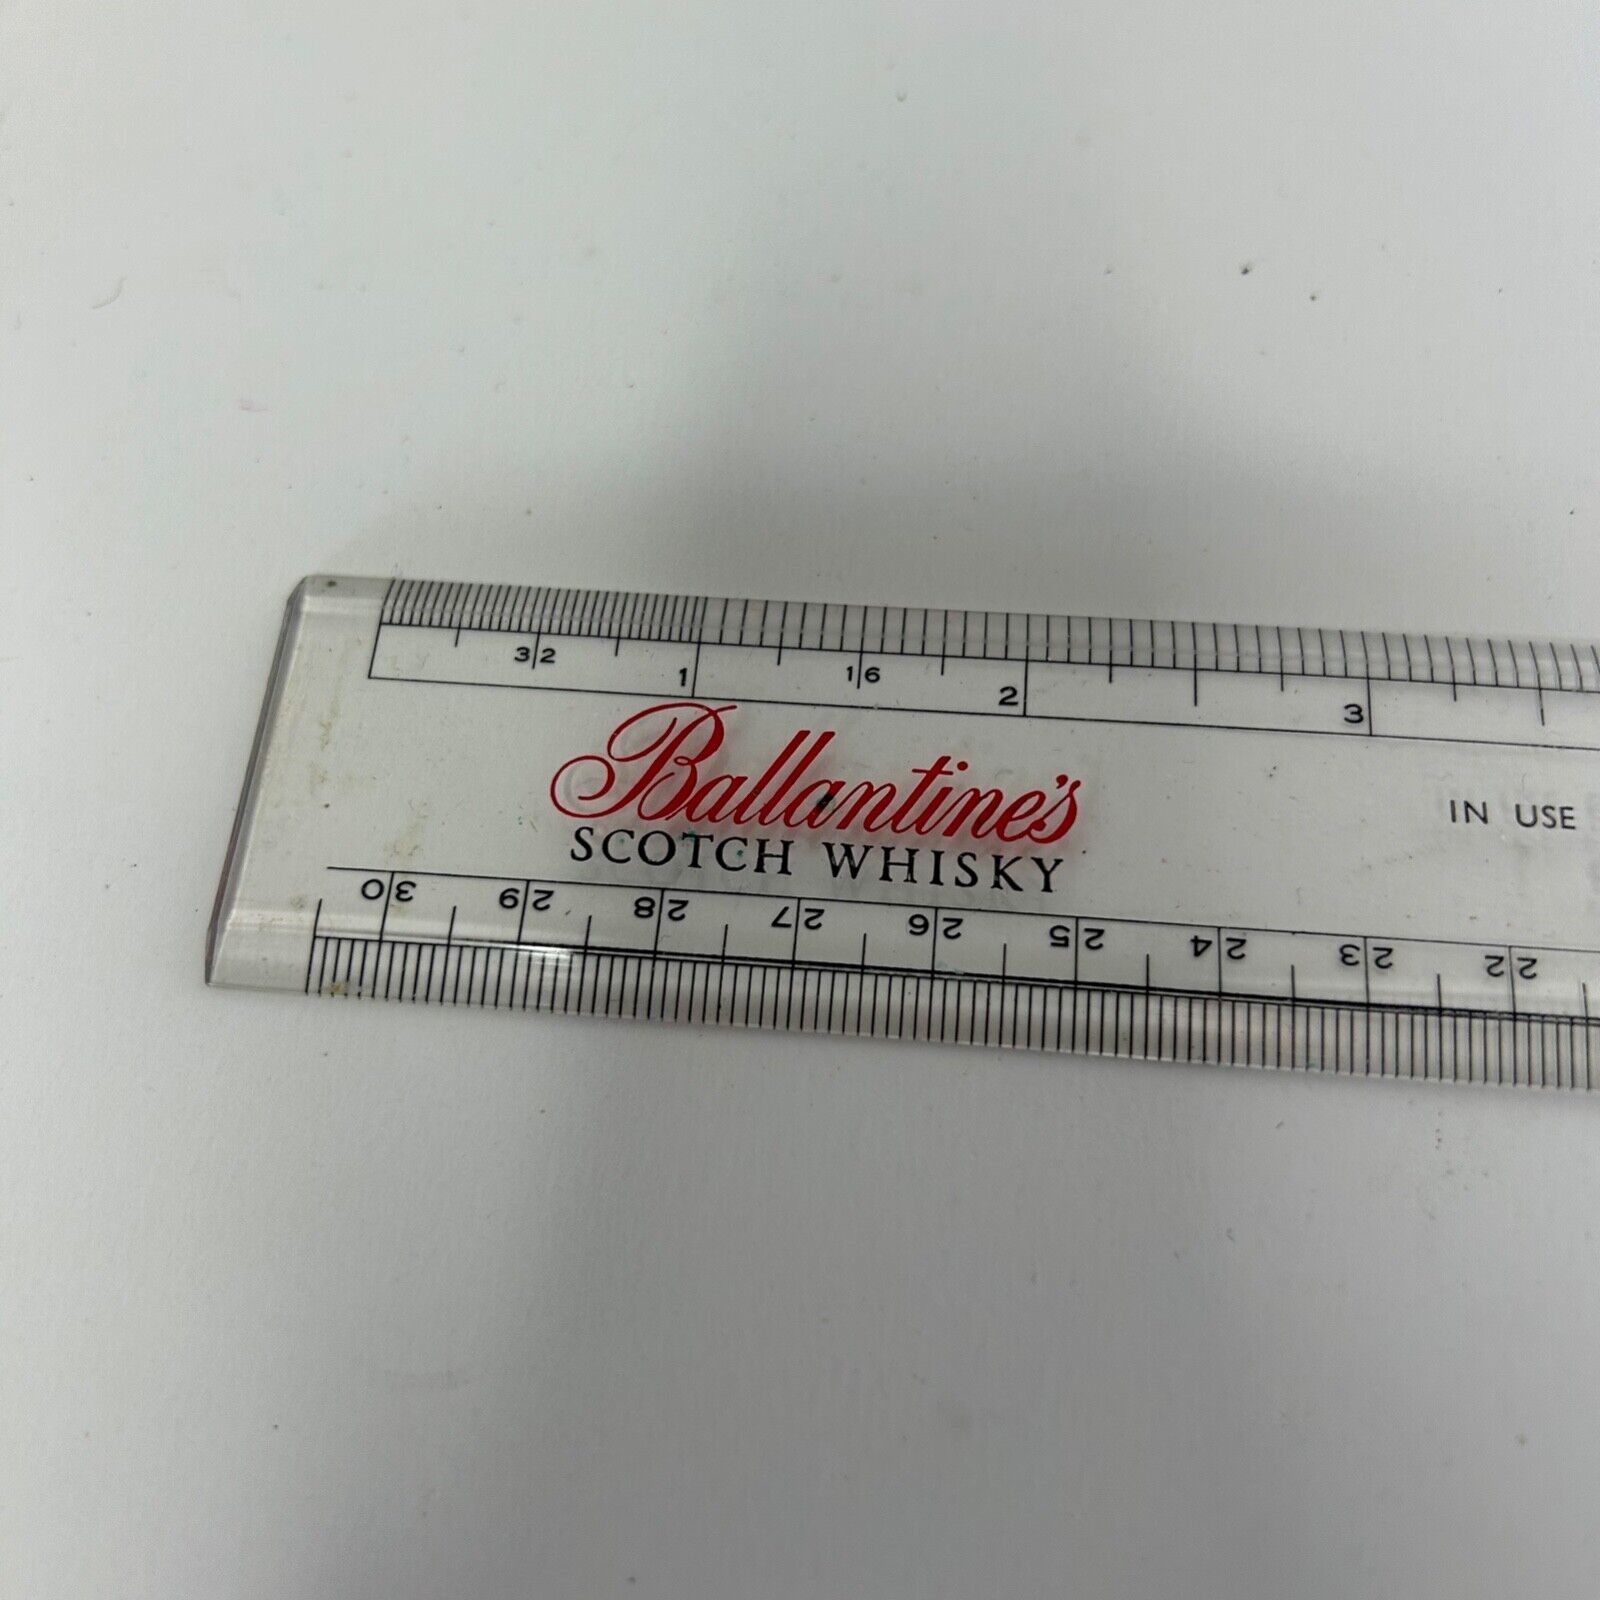 3|2 1 1|6 2 3
Ballantine's
SCOTCH WHISKY
IN USE
30 29 28 27 26 25 24 23 22